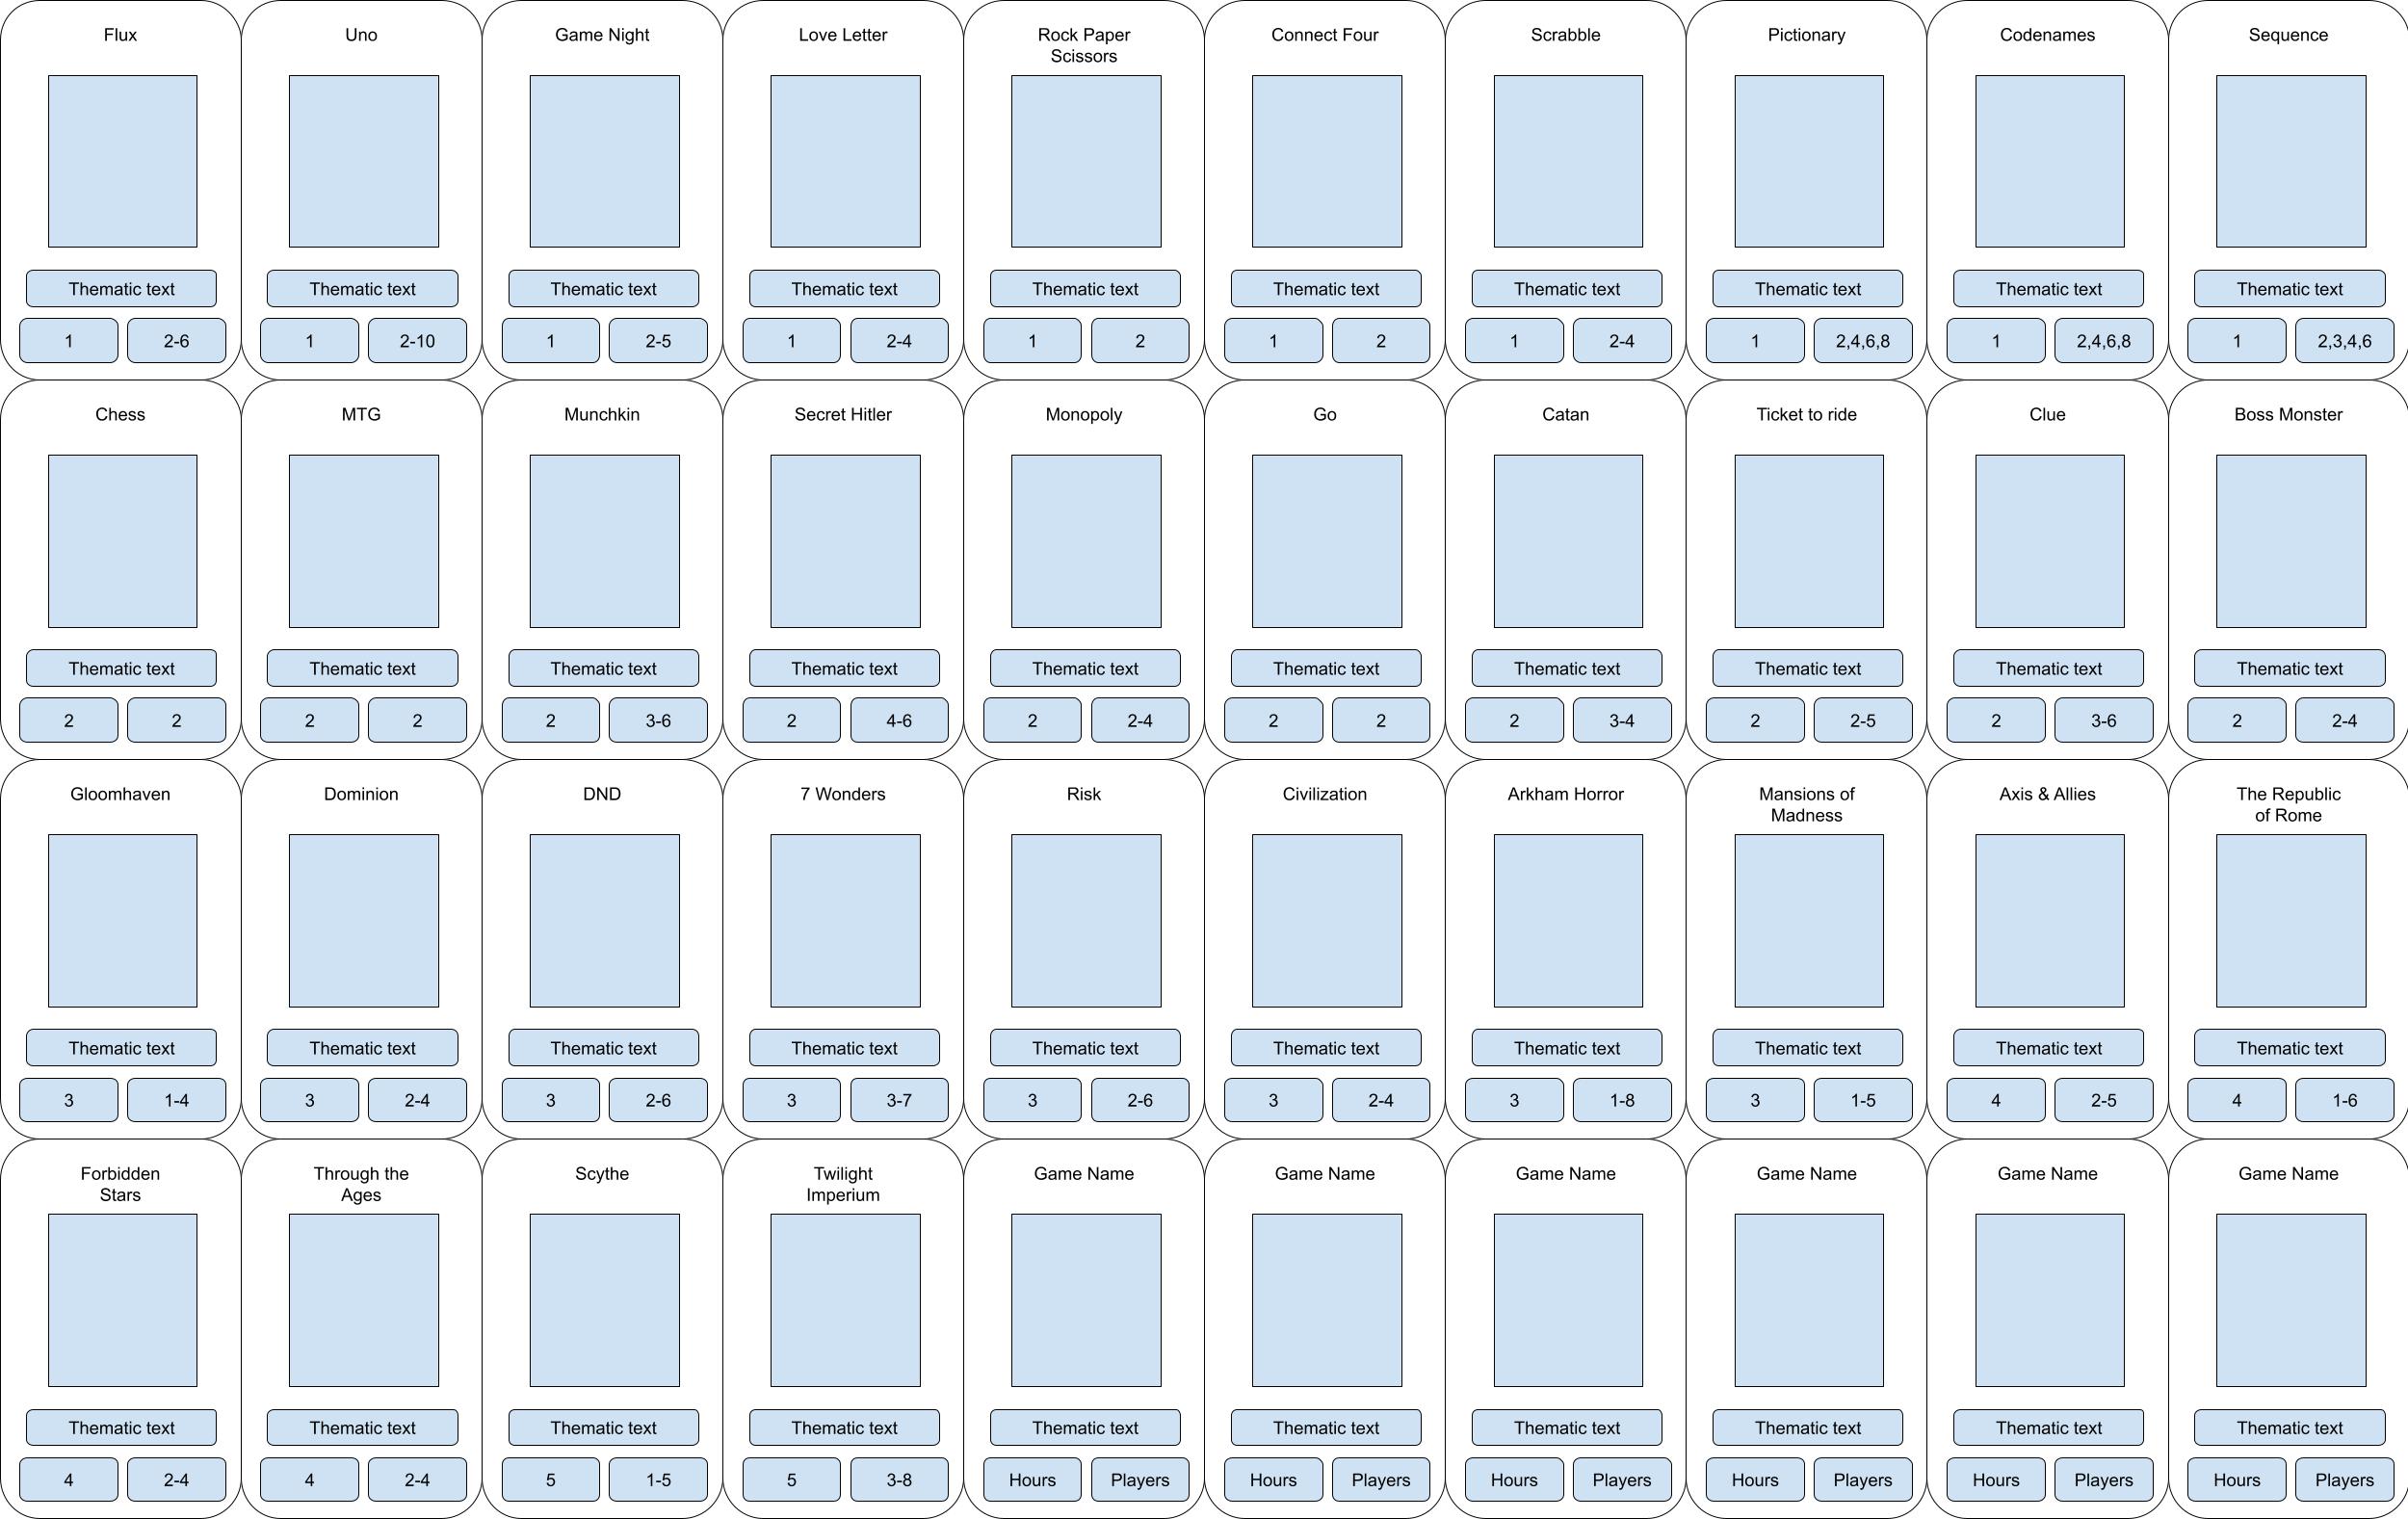 Flux
Thematic text
1
2-6
Uno
Thematic text
1
2-10
Game Night
Thematic text
1
2-5
Love Letter
Thematic text
1
2-4
Rock Paper
Scissors
Thematic text
1
2
Connect Four
Thematic text
1
2
Scrabble
Thematic text
1
2-4
Pictionary
Thematic text
1
2,4,6,8
Codenames
Thematic text
1
2,4,6,8
Sequence
Thematic text
1
2,3,4,6
Chess
Thematic text
2
2
MTG
Thematic text
2
2
Munchkin
Thematic text
2
3-6
Secret Hitler
Thematic text
2
4-6
Monopoly
Thematic text
2
2-4
Go
Thematic text
2
2
Catan
Thematic text
2
3-4
Ticket to ride
Thematic text
2
2-5
Clue
Thematic text
2
3-6
Boss Monster
Thematic text
2
2-4
Gloomhaven
Thematic text
3
1-4
Dominion
Thematic text
3
2-4
DND
Thematic text
3
2-6
7 Wonders
Thematic text
3
3-7
Risk
Thematic text
3
2-6
Civilization
Thematic text
3
2-4
Arkham Horror
Thematic text
3
1-8
Mansions of
Madness
Thematic text
3
1-5
Axis & Allies
Thematic text
4
2-5
The Republic
of Rome
Thematic text
4
1-6
Forbidden
Stars
Thematic text
4
2-4
Through the
Ages
Thematic text
4
2-4
Scythe
Thematic text
5
1-5
Twilight
Imperium
Thematic text
5
3-8
Game Name
Thematic text
Hours
Players
Game Name
Thematic text
Hours
Players
Game Name
Thematic text
Hours
Players
Game Name
Thematic text
Hours
Players
Game Name
Thematic text
Hours
Players
Game Name
Thematic text
Hours
Players